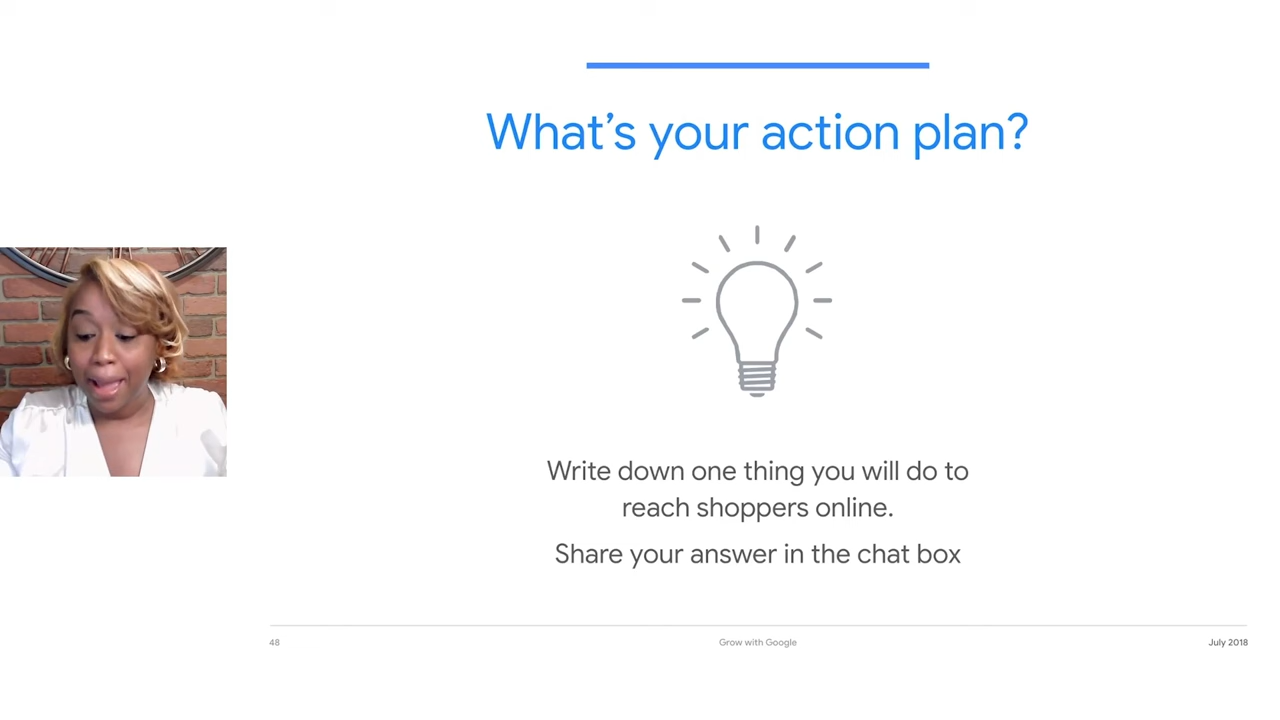 What's your action plan?
Write down one thing you will do to
reach shoppers online.
Share your answer in the chat box
48
Grow with Google
July 2018